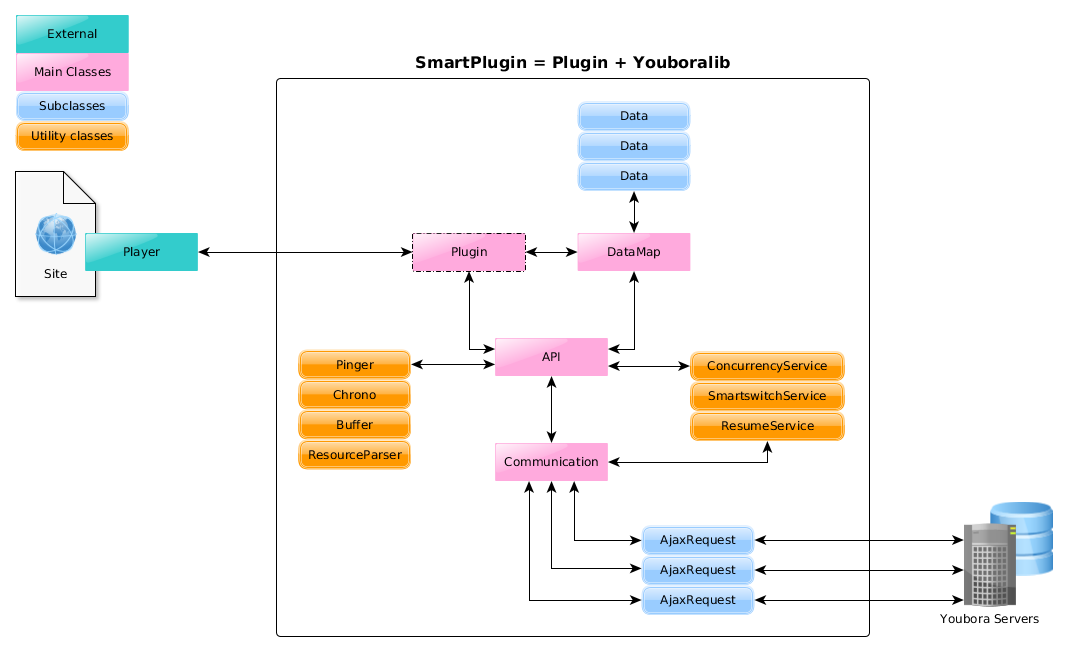 External
Main Classes
Subclasses
Utility classes
SmartPlugin = Plugin + Youboralib
Data
Data
Data
Site
Player
Plugin
DataMap
API
Pinger
Chrono
Buffer
ResourceParser
ConcurrencyService
SmartswitchService
ResumeService
Communication
AjaxRequest
AjaxRequest
AjaxRequest
Youbora Servers